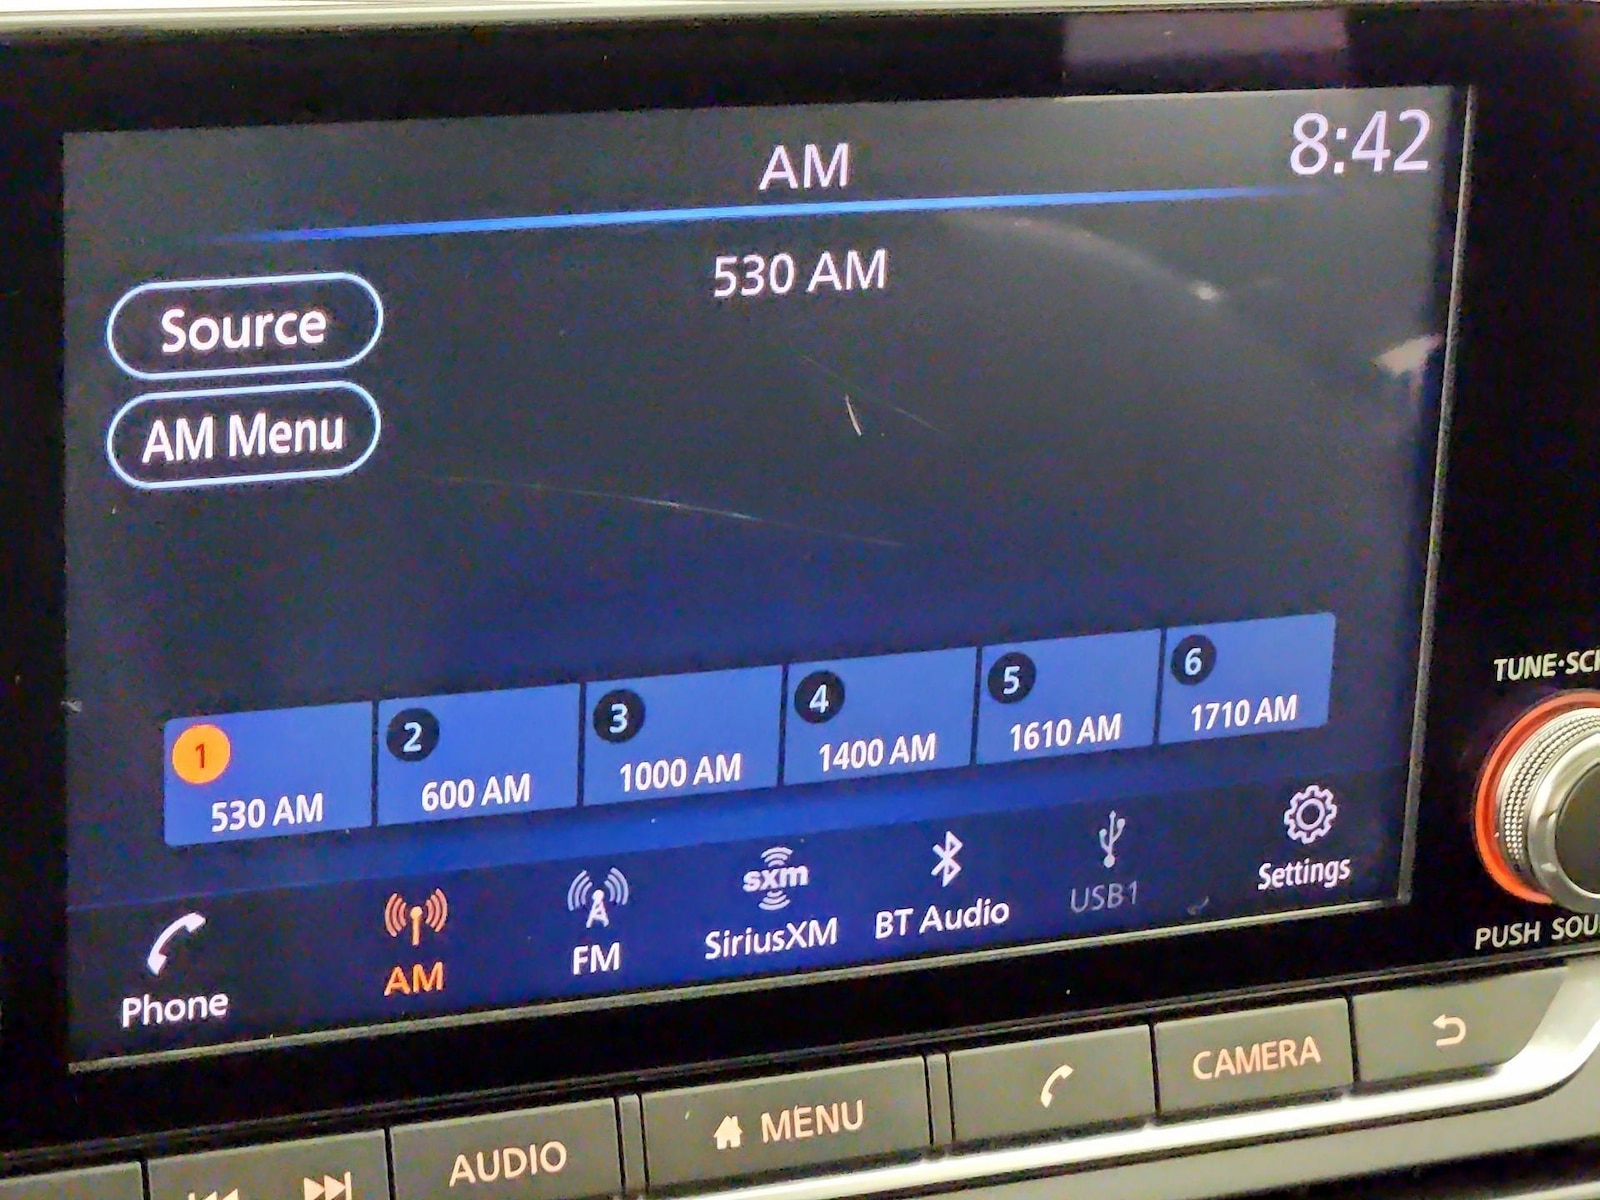 AM
8:42
530 AM
Source
AM Menu
1
530 AM
2
600 AM
3
1000 AM
4
1400 AM
5
1610 AM
6
1710 AM
Phone
AM
FM
sxm
SiriusXM
BT Audio
USB1
Settings
TUNE·SC
PUSH SOU
AUDIO
MENU
CAMERA